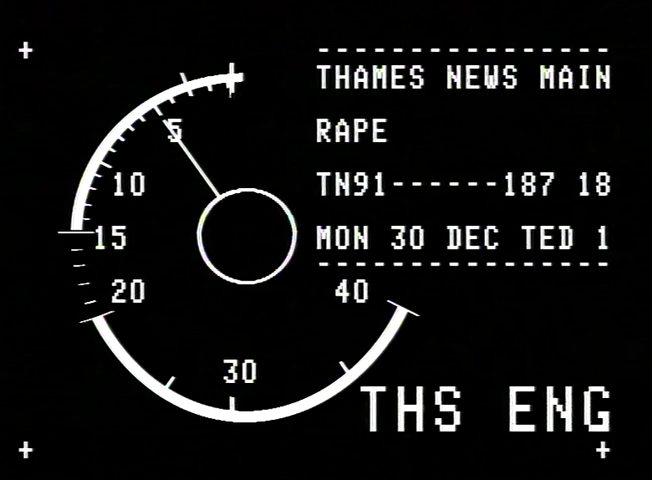 -----------------
THAMES NEWS MAIN
RAPE
TN91------187 18
MON 30 DEC TED 1
-----------------
5
10
15
20
30
40
THS ENG